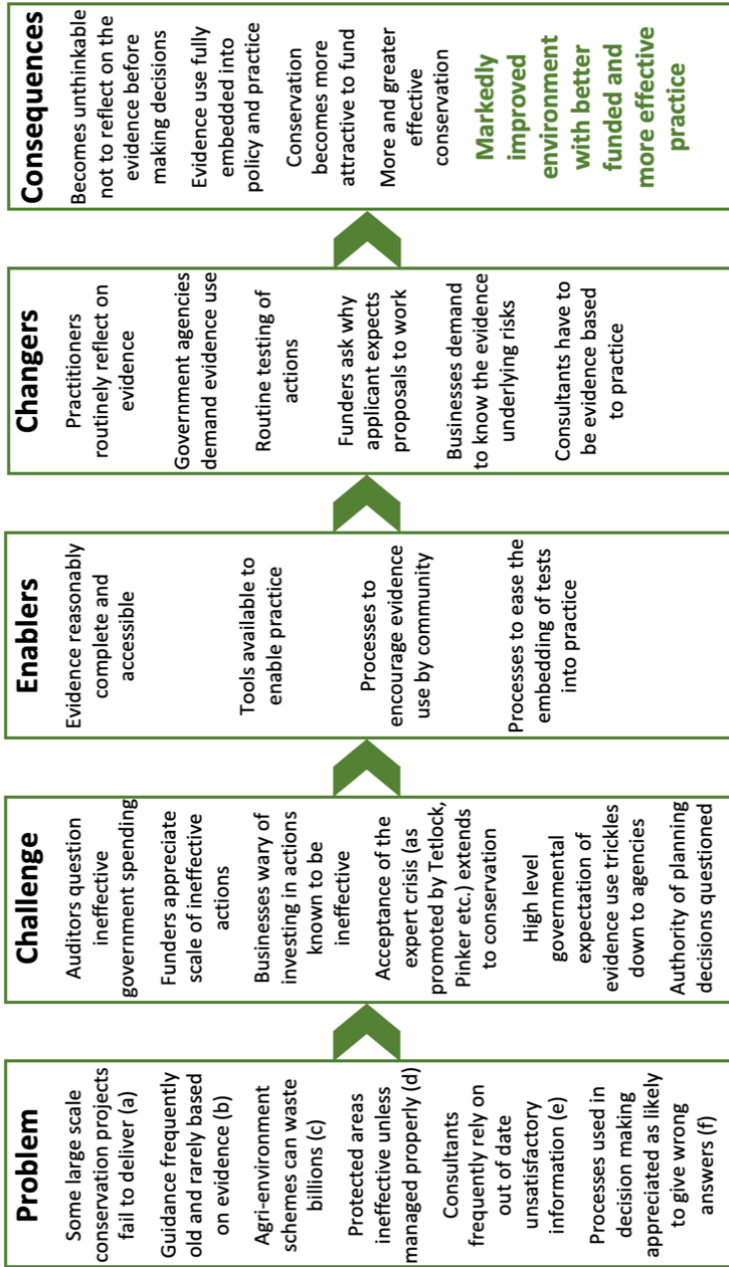 Problem
Some large scale
conservation projects
fail to deliver (a)
Guidance frequently
old and rarely based
on evidence (b)
Agri-environment
schemes can waste
billions (c)
Protected areas
ineffective unless
managed properly (d)
Consultants
frequently rely on
out of date
unsatisfactory
information (e)
Processes used in
decision making
appreciated as likely
to give wrong
answers (f)
Challenge
Auditors question
ineffective
government spending
Funders appreciate
scale of ineffective
actions
Businesses wary of
investing in actions
known to be
ineffective
Acceptance of the
expert crisis (as
promoted by Tetlock,
Pinker etc.) extends
to conservation
High level
governmental
expectation of
evidence use trickles
down to agencies
Authority of planning
decisions questioned
Enablers
Evidence reasonably
complete and
accessible
Tools available to
enable practice
Processes to
encourage evidence
use by community
Processes to ease the
embedding of tests
into practice
Changers
Practitioners
routinely reflect on
evidence
Government agencies
demand evidence use
Routine testing of
actions
Funders ask why
applicant expects
proposals to work
Businesses demand
to know the evidence
underlying risks
Consultants have to
be evidence based
to practice
Consequences
Becomes unthinkable
not to reflect on the
evidence before
making decisions
Evidence use fully
embedded into
policy and practice
Conservation
becomes more
attractive to fund
More and greater
effective
conservation
Markedly
improved
environment
with better
funded and
more effective
practice